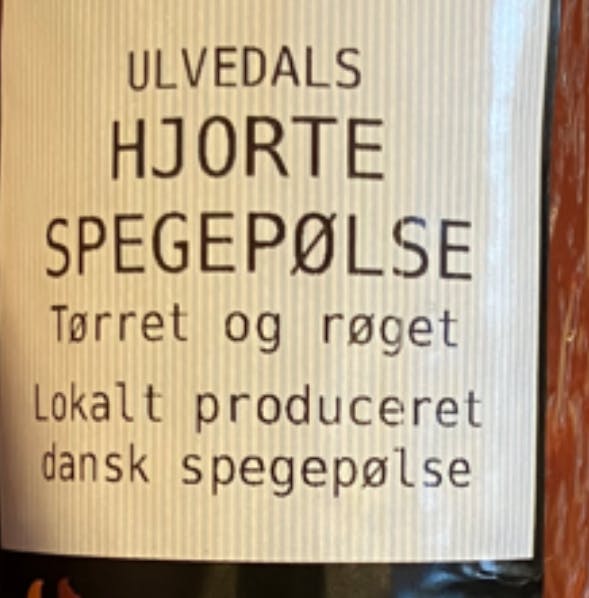 ULVEDALS
HJORTE
SPEGEPØLSE
Tørret og røget
Lokalt produceret
dansk spegepølse